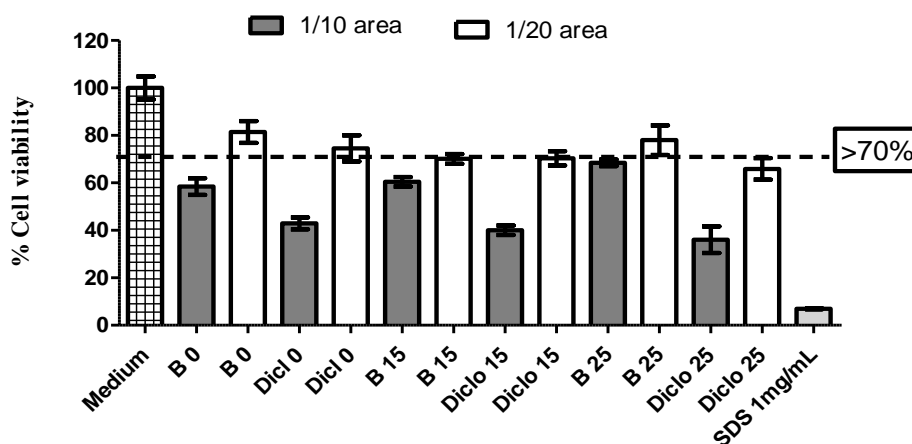 1/10 area
1/20 area
% Cell viability
120
100
80
60
40
20
0
>70%
Medium
B 0
B 0
Dicl 0
Dicl 0
B 15
B 15
Diclo 15
Diclo 15
B 25
B 25
Diclo 25
Diclo 25
SDS 1mg/mL